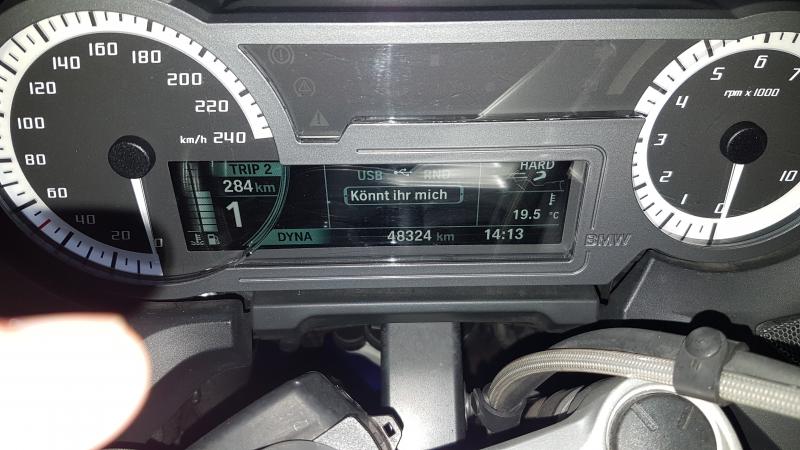 160 180
140 200
120 220
100 km/h 240
80
60
40
20
0
TRIP 2
284 km
1
USB RND
Könnt ihr mich
HARD
19.5 °C
DYNA 48324 km 14:13
BMW
5 6 7
rpm x 1000
4
3
2
1 0
10